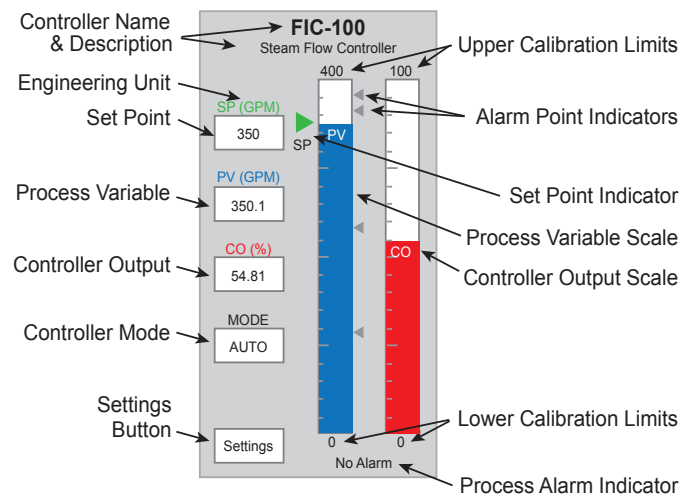 Controller Name
& Description
FIC-100
Steam Flow Controller
Upper Calibration Limits
400
100
Engineering Unit
SP (GPM)
Set Point
350
SP
PV
Alarm Point Indicators
PV (GPM)
Process Variable
350.1
Set Point Indicator
Process Variable Scale
CO (%)
Controller Output
54.81
CO
Controller Output Scale
MODE
Controller Mode
AUTO
Settings
Button
Settings
0
0
Lower Calibration Limits
No Alarm
Process Alarm Indicator